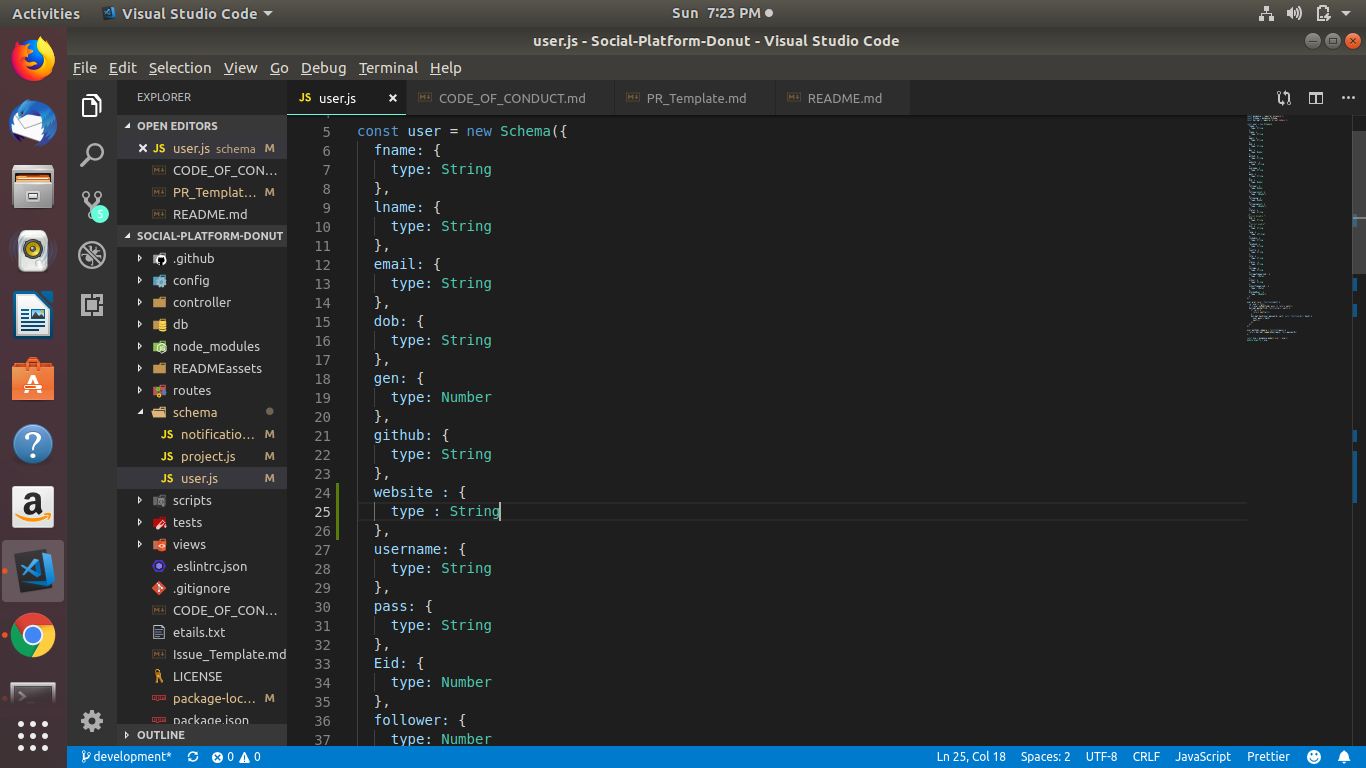 Activities Visual Studio Code Sun 7:23 PM
user.js - Social-Platform-Donut - Visual Studio Code
File Edit Selection View Go Debug Terminal Help
EXPLORER
OPEN EDITORS
JS user.js schema M
CODE_OF_CON...
PR_Templat... M
README.md
SOCIAL-PLATFORM-DONUT
.github
config
controller
db
node_modules
READMEassets
routes
schema
JS notificatio... M
JS project.js M
JS user.js M
scripts
tests
views
.eslintrc.json
.gitignore
CODE_OF_CON...
etails.txt
Issue_Template.md
LICENSE
package-loc... M
package.json
OUTLINE
5
JS user.js CODE_OF_CONDUCT.md PR_Template.md README.md
5 const user = new Schema({
6 fname: {
7 type: String
8 },
9 lname: {
10 type: String
11 },
12 email: {
13 type: String
14 },
15 dob: {
16 type: String
17 },
18 gen: {
19 type: Number
20 },
21 github: {
22 type: String
23 },
24 website : {
25 type : String
26 },
27 username: {
28 type: String
29 },
30 pass: {
31 type: String
32 },
33 Eid: {
34 type: Number
35 },
36 follower: {
37 type: Number
development* 0 0 Ln 25, Col 18 Spaces: 2 UTF-8 CRLF JavaScript Prettier